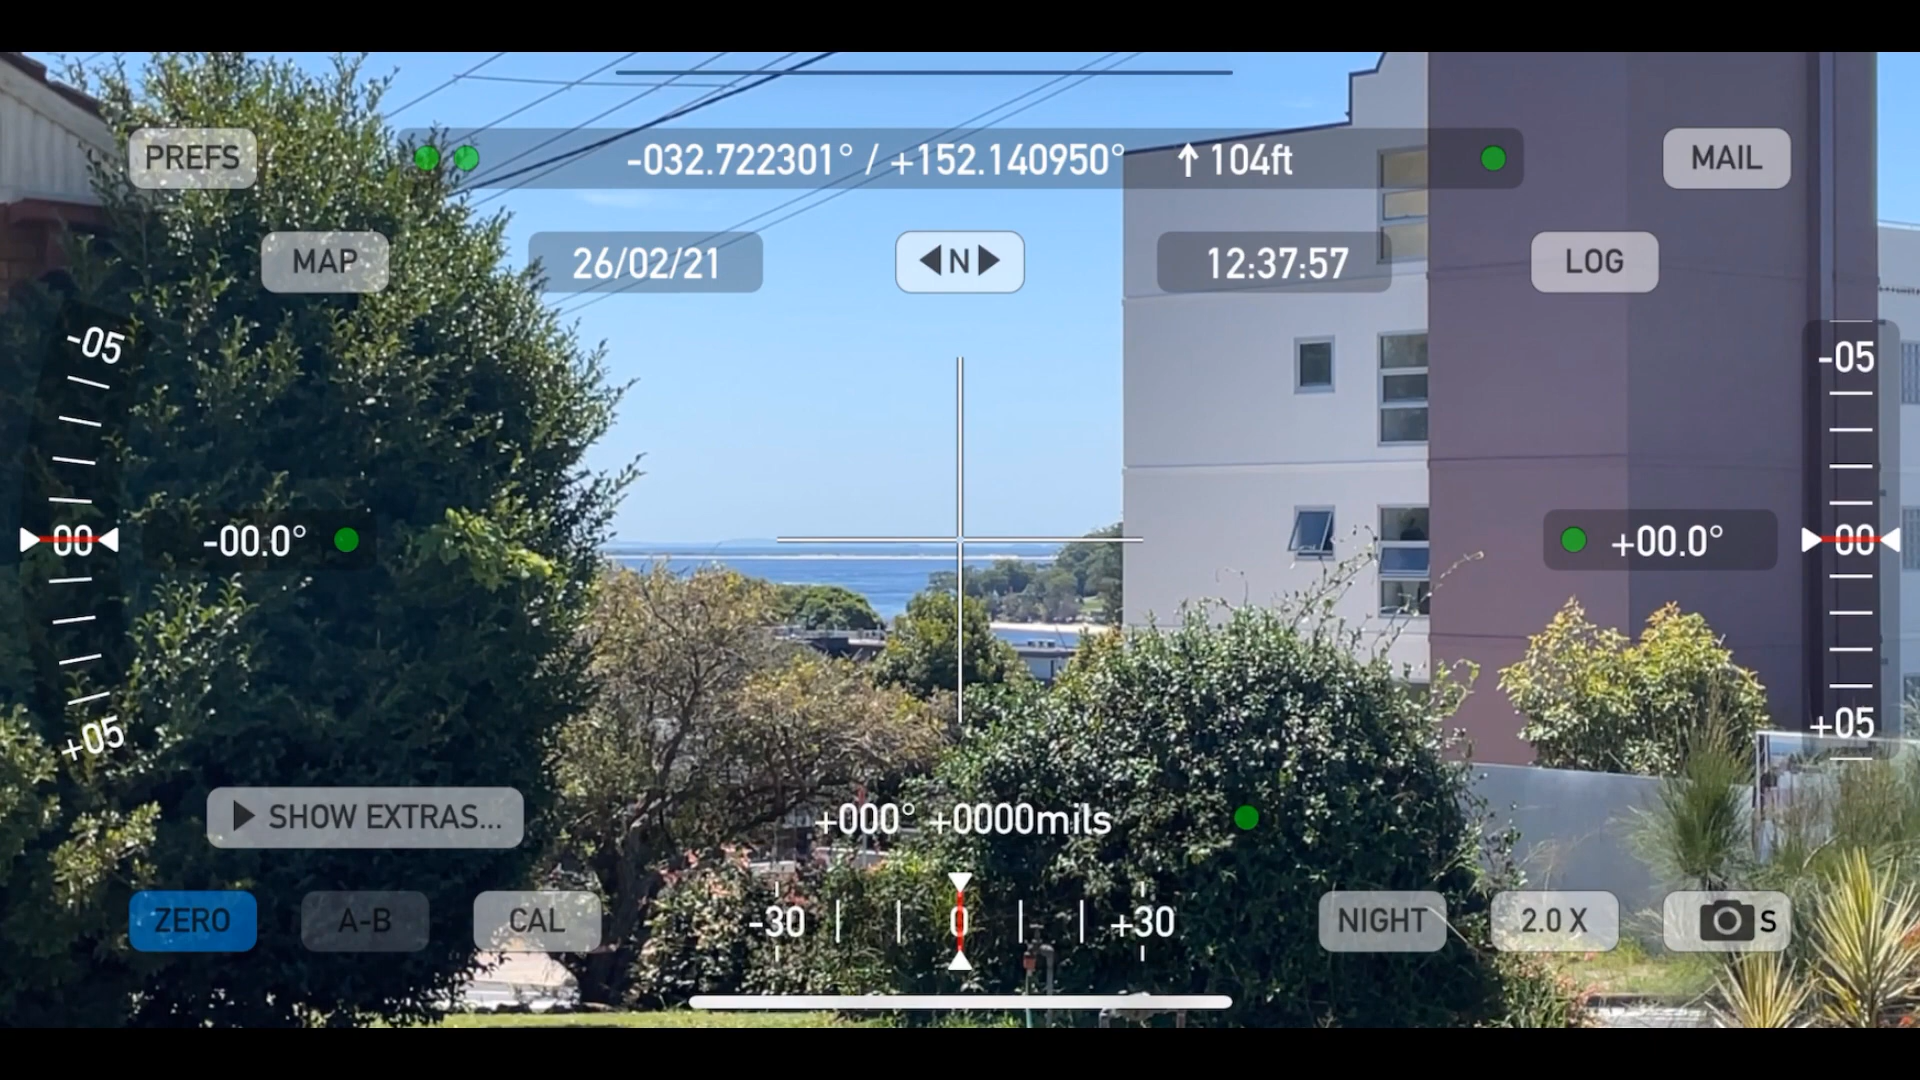 PREFS
-032.722301° / +152.140950° ↑ 104ft
MAIL
MAP
26/02/21
N
12:37:57
LOG
-05
-05
00
-00.0°
+00.0°
00
+05
+05
SHOW EXTRAS...
+000° +0000mils
ZERO
A-B
CAL
-30
0
+30
NIGHT
2.0 X
S